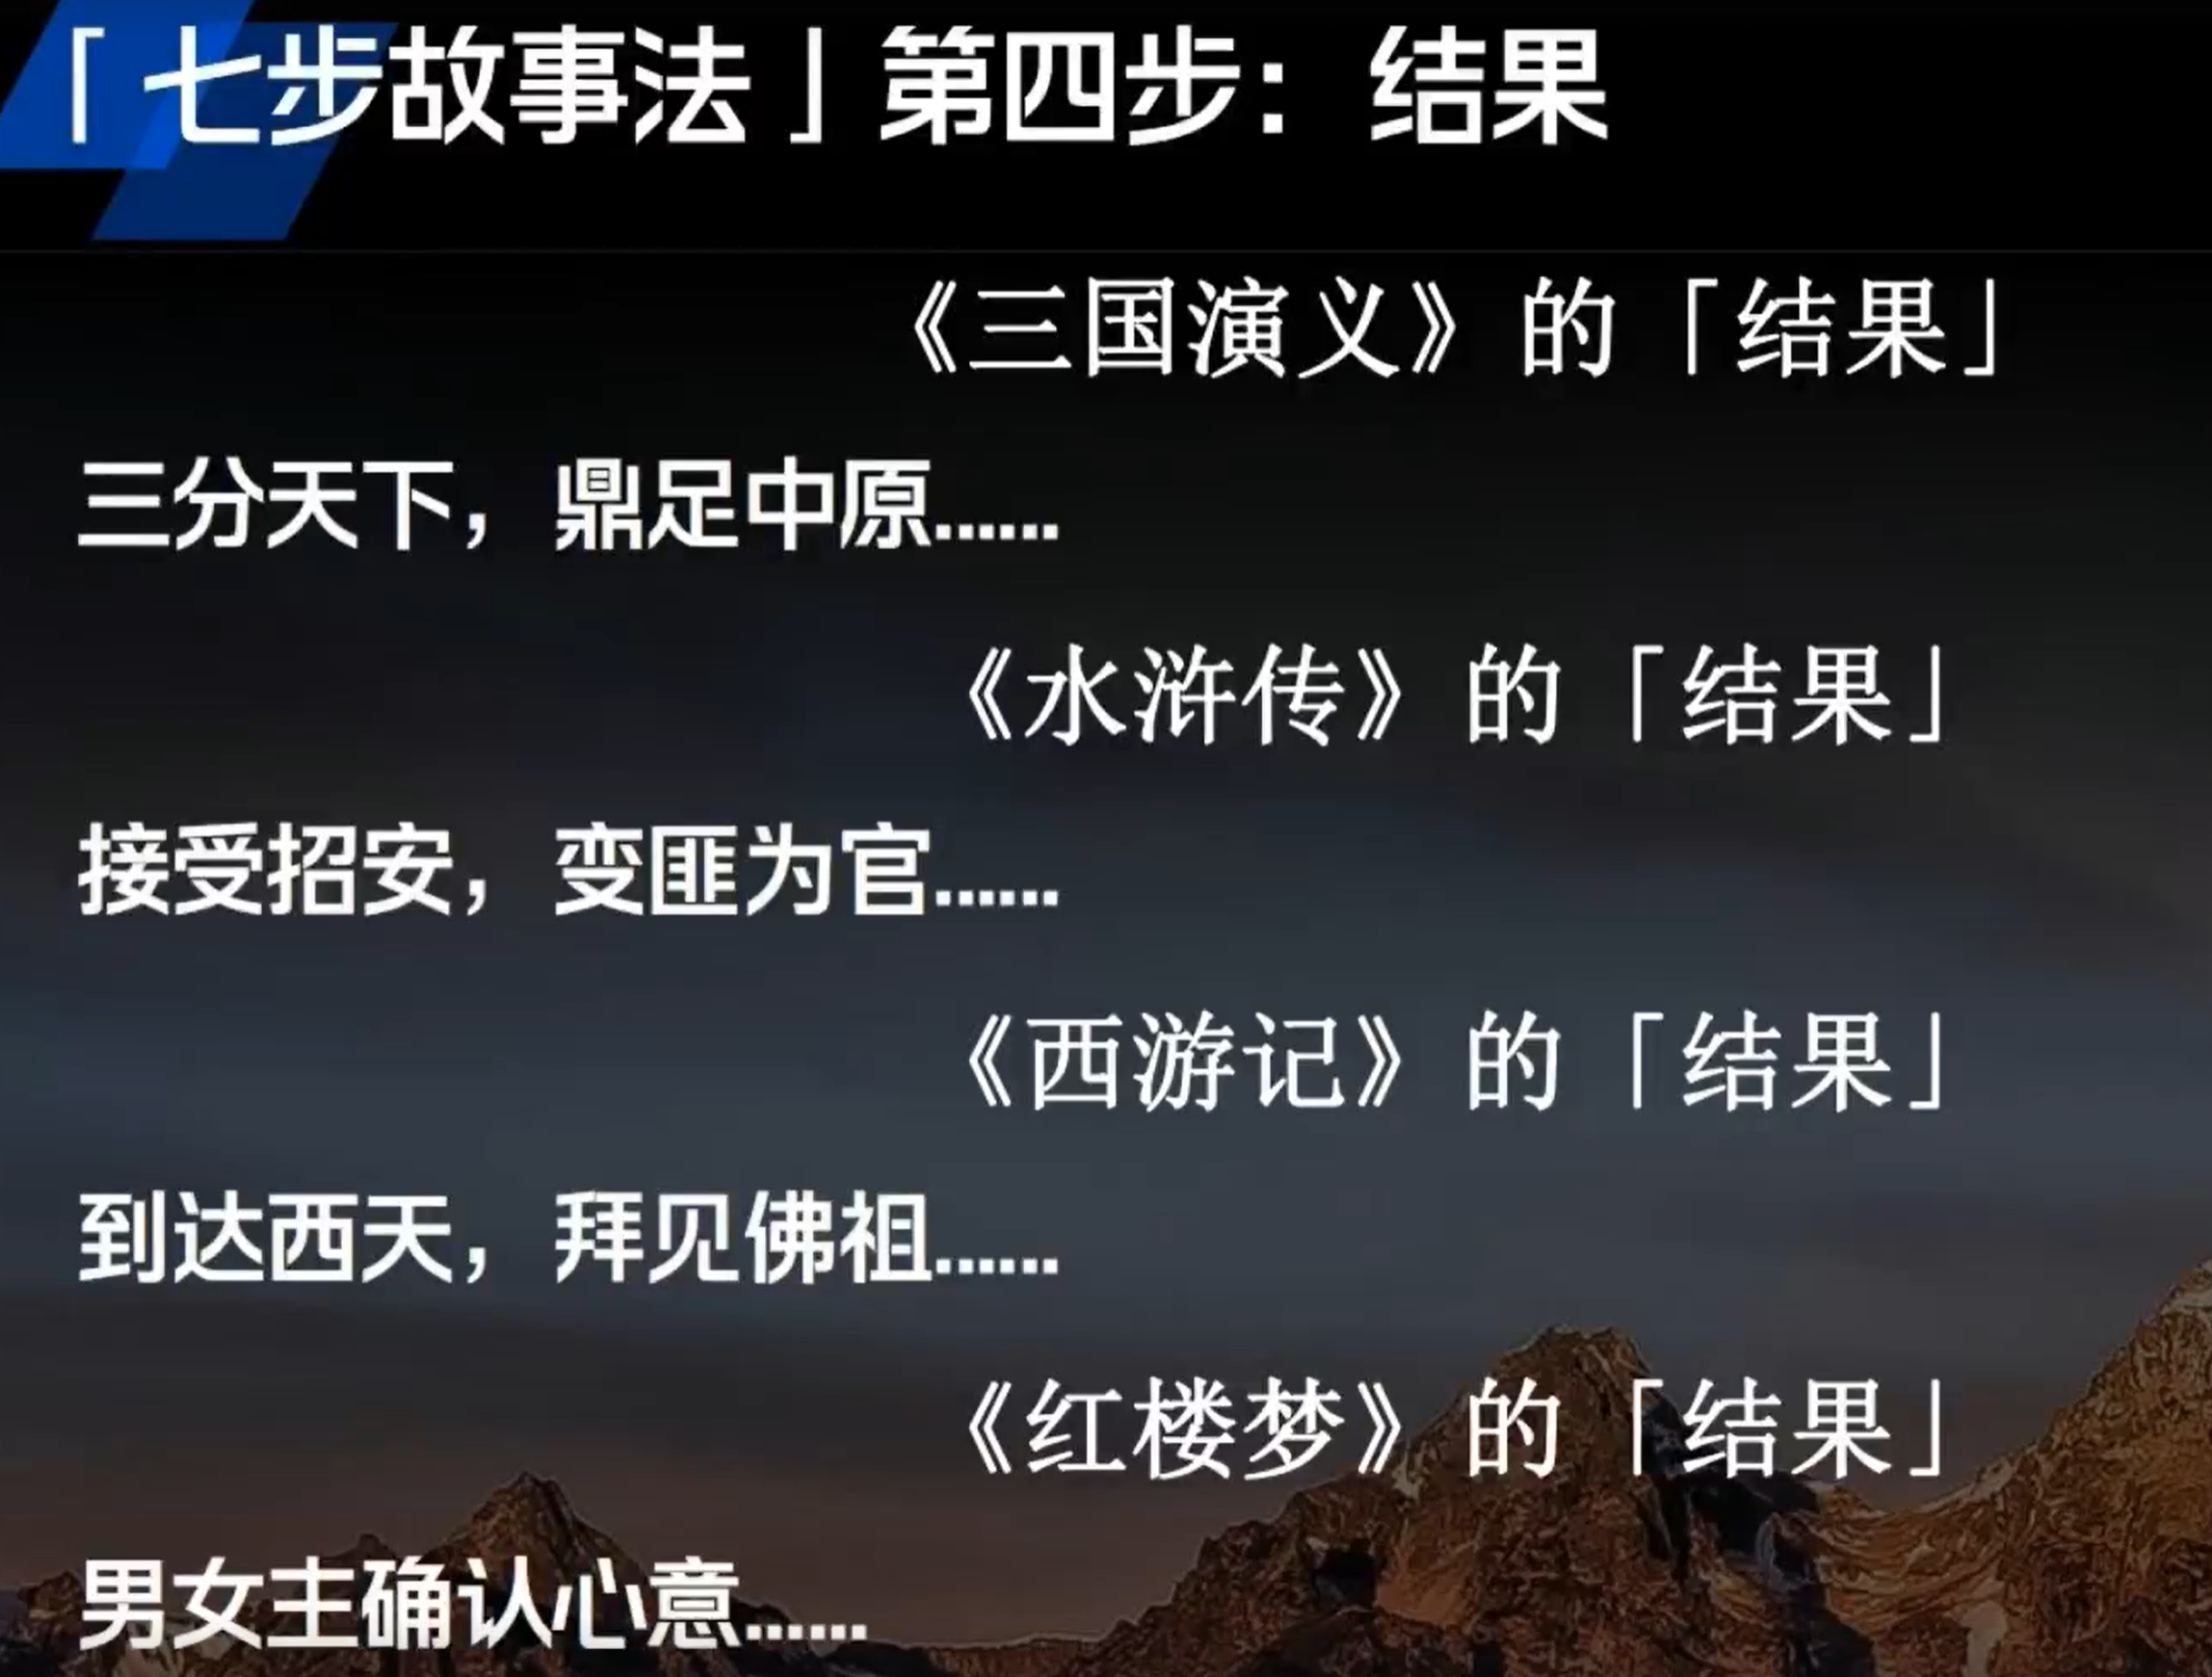 「七步故事法」第四步：结果
《三国演义》的「结果」
三分天下，鼎足中原......
《水浒传》的「结果」
接受招安，变匪为官......
《西游记》的「结果」
到达西天，拜见佛祖......
《红楼梦》的「结果」
男女主确认心意......